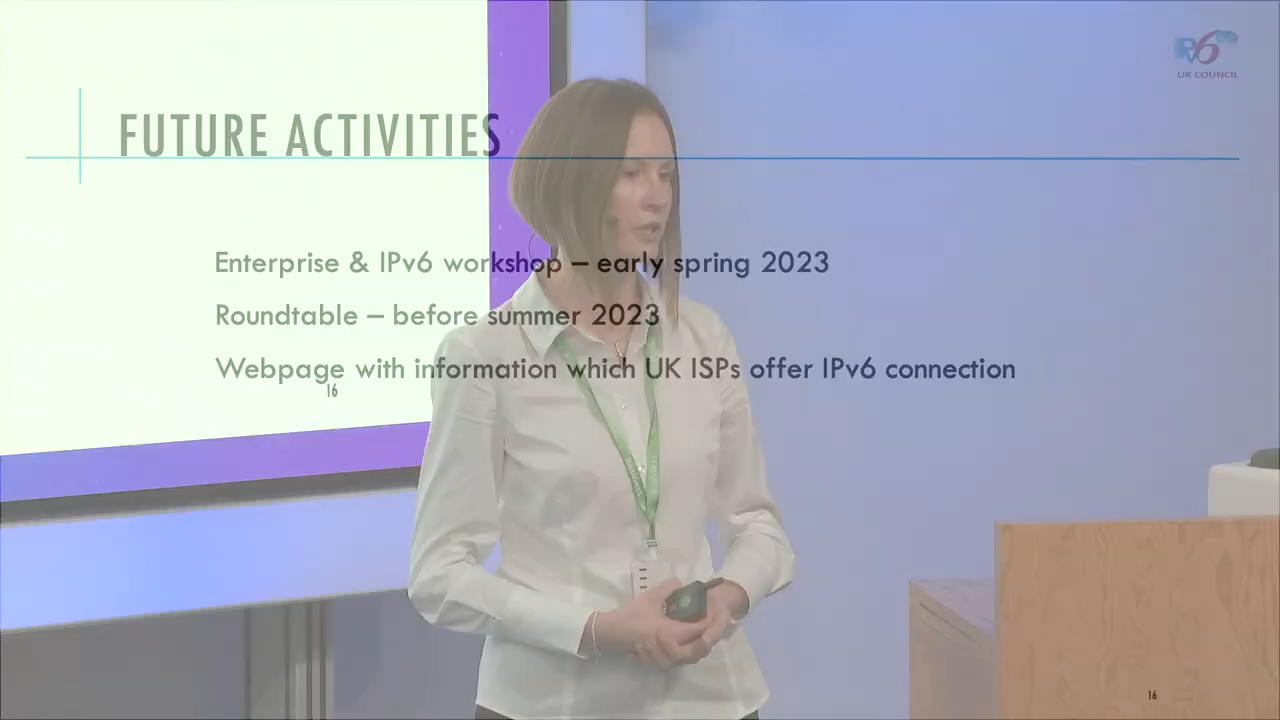 IPv6
UK COUNCIL
FUTURE ACTIVITIES
Enterprise & IPv6 workshop – early spring 2023
Roundtable – before summer 2023
Webpage with information which UK ISPs offer IPv6 connection
16
16